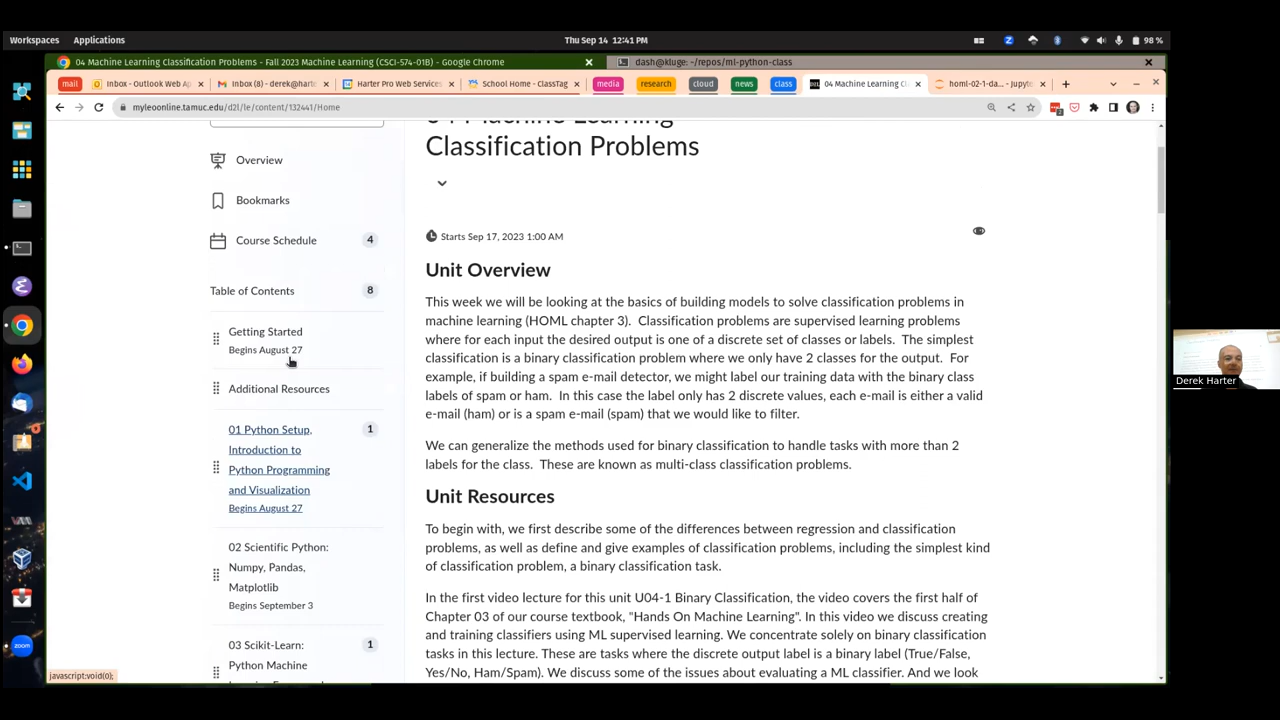 Workspaces Applications Thu Sep 14 12:41 PM 98 %
04 Machine Learning Classification Problems - Fall 2023 Machine Learning (CSCI-574-01B) - Google Chrome
dash@kluge: ~/repos/ml-python-class
mail Inbox - Outlook Web Ap Inbox (8) - derek@harte Harter Pro Web Services School Home - ClassTag media research cloud news class 04 Machine Learning Cl homl-02-1-da... - Jupyte
myleoonline.tamuc.edu/d2l/le/content/132441/Home
04 Machine Learning
Classification Problems
Overview
Bookmarks
Course Schedule 4
Table of Contents 8
Getting Started
Begins August 27
Additional Resources
01 Python Setup, 1
Introduction to
Python Programming
and Visualization
Begins August 27
02 Scientific Python:
Numpy, Pandas,
Matplotlib
Begins September 3
03 Scikit-Learn: 1
Python Machine
Starts Sep 17, 2023 1:00 AM
Unit Overview
This week we will be looking at the basics of building models to solve classification problems in
machine learning (HOML chapter 3). Classification problems are supervised learning problems
where for each input the desired output is one of a discrete set of classes or labels. The simplest
classification is a binary classification problem where we only have 2 classes for the output. For
example, if building a spam e-mail detector, we might label our training data with the binary class
labels of spam or ham. In this case the label only has 2 discrete values, each e-mail is either a valid
e-mail (ham) or is a spam e-mail (spam) that we would like to filter.
We can generalize the methods used for binary classification to handle tasks with more than 2
labels for the class. These are known as multi-class classification problems.
Unit Resources
To begin with, we first describe some of the differences between regression and classification
problems, as well as define and give examples of classification problems, including the simplest kind
of classification problem, a binary classification task.
In the first video lecture for this unit U04-1 Binary Classification, the video covers the first half of
Chapter 03 of our course textbook, "Hands On Machine Learning". In this video we discuss creating
and training classifiers using ML supervised learning. We concentrate solely on binary classification
tasks in this lecture. These are tasks where the discrete output label is a binary label (True/False,
Yes/No, Ham/Spam). We discuss some of the issues about evaluating a ML classifier. And we look
javascript:void(0);
Derek Harter